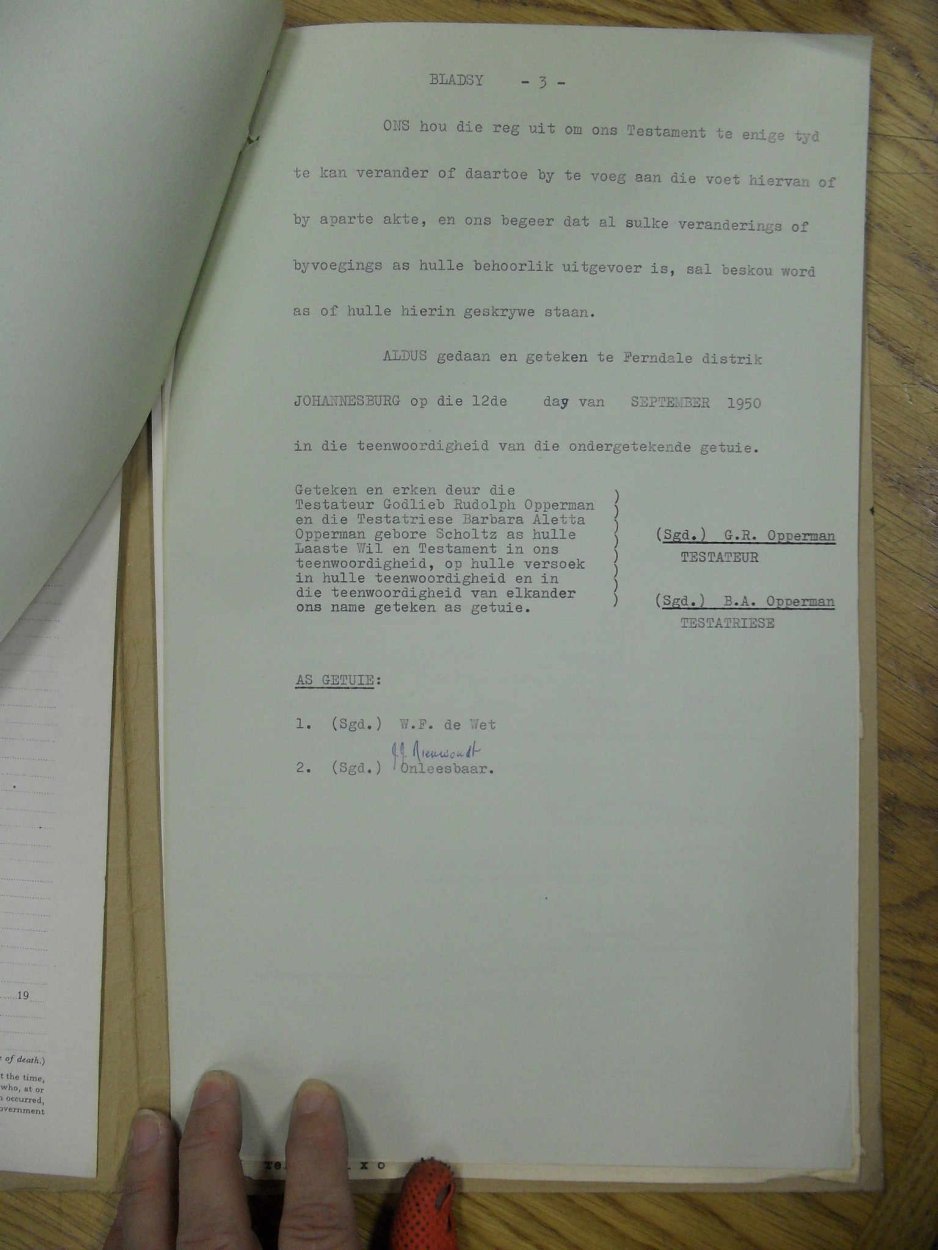 BLADSY - 3 -
ONS hou die reg uit om ons Testament te enige tyd
te kan verander of daartoe by te voeg aan die voet hiervan of
by aparte akte, en ons begeer dat al sulke veranderings of
byvoegings as hulle behoorlik uitgevoer is, sal beskou word
as of hulle hierin geskrywe staan.
ALDUS gedaan en geteken te Ferndale distrik
JOHANNESBURG op die 12de day van SEPTEMBER 1950
in die teenwoordigheid van die ondergetekende getuie.
Geteken en erken deur die
Testateur Godlieb Rudolph Opperman
en die Testatriese Barbara Aletta
Opperman gebore Scholtz as hulle
Laaste Wil en Testament in ons
teenwoordigheid, op hulle versoek
in hulle teenwoordigheid en in
die teenwoordigheid van elkander
ons name geteken as getuie.
(Sgd.) G.R. Opperman
TESTATEUR
(Sgd.) B.A. Opperman
TESTATRIESE
AS GETUIE:
1. (Sgd.) W.F. de Wet
J.J. Nieuwoudt
2. (Sgd.) Onleesbaar.
19
of death.)
t the time,
who, at or
occurred,